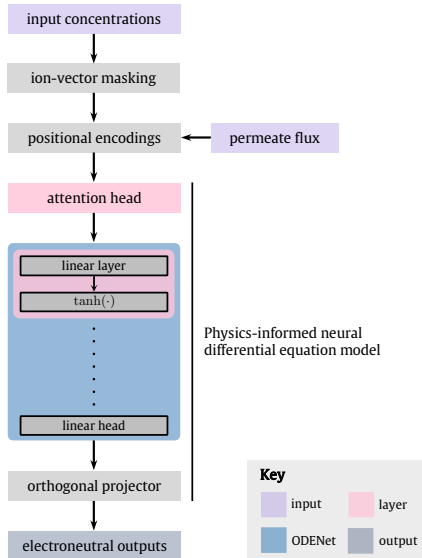 input concentrations
ion-vector masking
positional encodings
permeate flux
attention head
linear layer
tanh(·)
Physics-informed neural
differential equation model
linear head
orthogonal projector
electroneutral outputs
Key
input
layer
ODENet
output